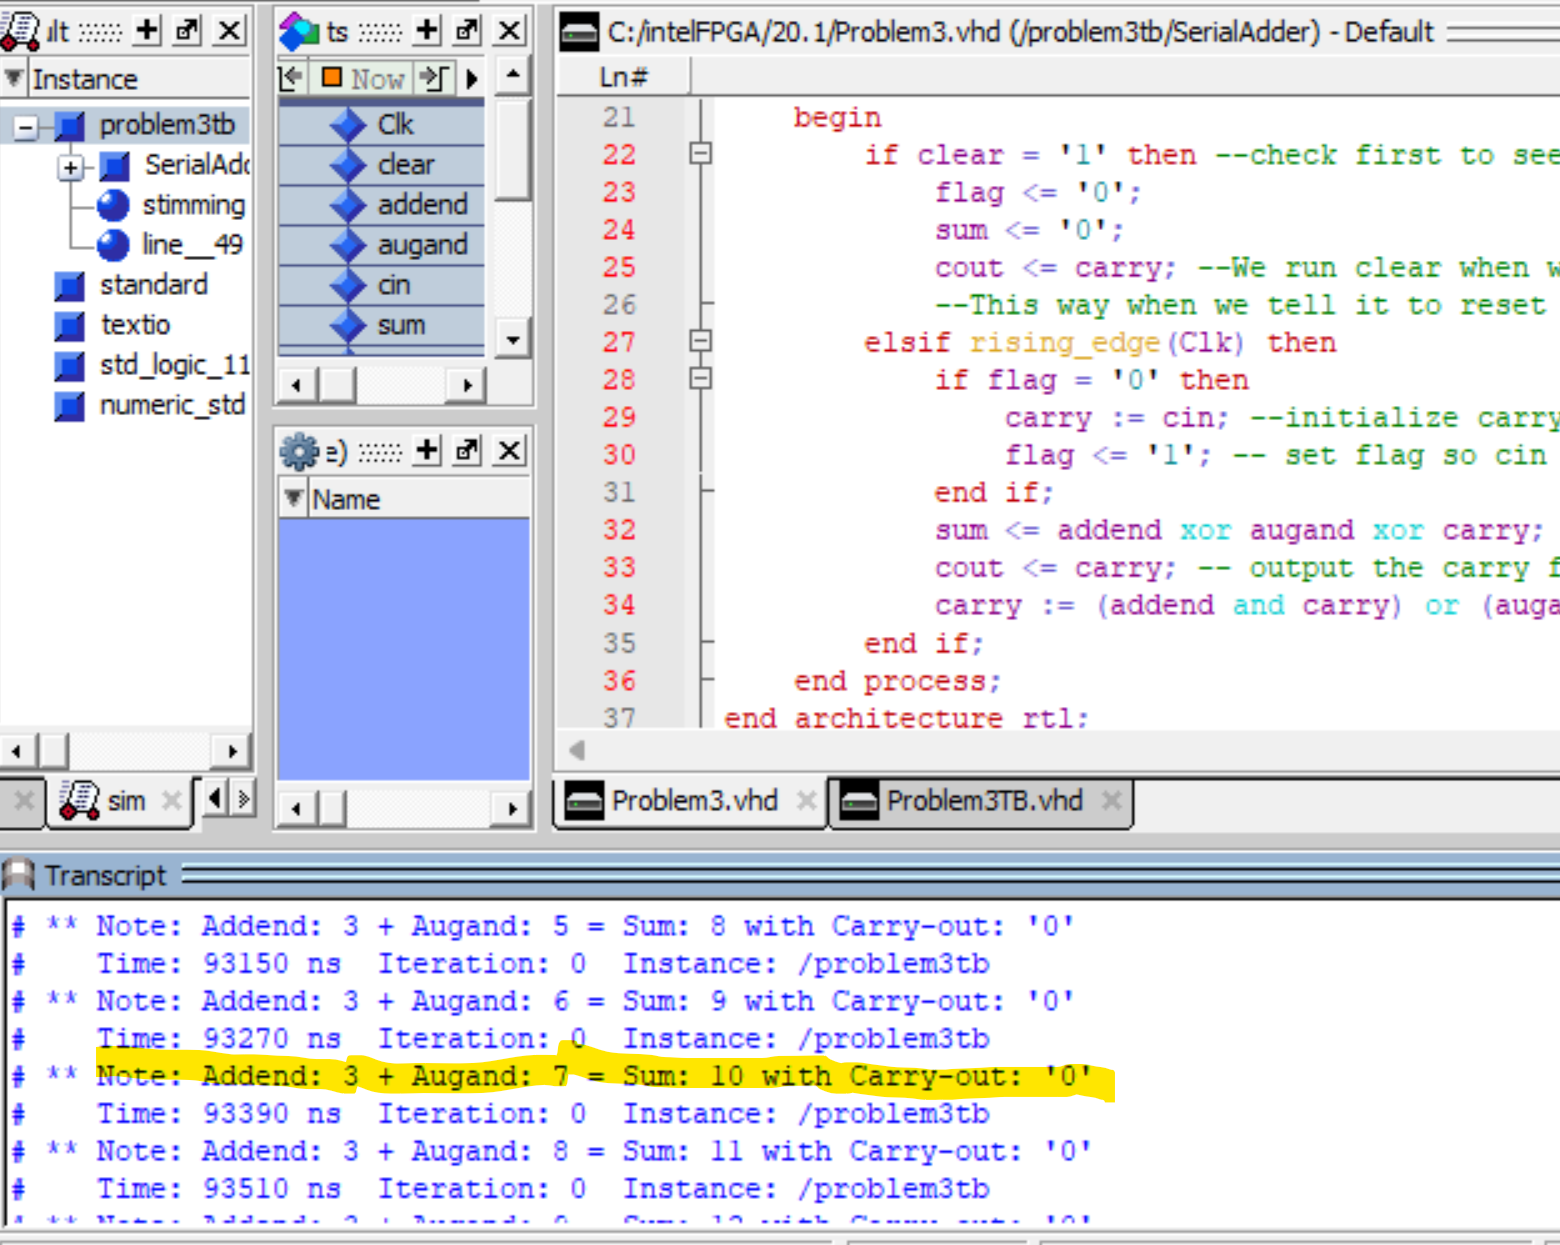 ult
Instance
problem3tb
SerialAdd
stimming
line__49
standard
textio
std_logic_11
numeric_std
sim
ts
Now
Clk
clear
addend
augand
cin
sum
e)
Name
C:/intelFPGA/20.1/Problem3.vhd (/problem3tb/SerialAdder) - Default
Ln#
21 begin
22 if clear = '1' then --check first to see
23 flag <= '0';
24 sum <= '0';
25 cout <= carry; --We run clear when w
26 --This way when we tell it to reset
27 elsif rising_edge(Clk) then
28 if flag = '0' then
29 carry := cin; --initialize carry
30 flag <= '1'; -- set flag so cin
31 end if;
32 sum <= addend xor augand xor carry;
33 cout <= carry; -- output the carry f
34 carry := (addend and carry) or (auga
35 end if;
36 end process;
37 end architecture rtl;
Problem3.vhd
Problem3TB.vhd
Transcript
# ** Note: Addend: 3 + Augand: 5 = Sum: 8 with Carry-out: '0'
# Time: 93150 ns Iteration: 0 Instance: /problem3tb
# ** Note: Addend: 3 + Augand: 6 = Sum: 9 with Carry-out: '0'
# Time: 93270 ns Iteration: 0 Instance: /problem3tb
# ** Note: Addend: 3 + Augand: 7 = Sum: 10 with Carry-out: '0'
# Time: 93390 ns Iteration: 0 Instance: /problem3tb
# ** Note: Addend: 3 + Augand: 8 = Sum: 11 with Carry-out: '0'
# Time: 93510 ns Iteration: 0 Instance: /problem3tb